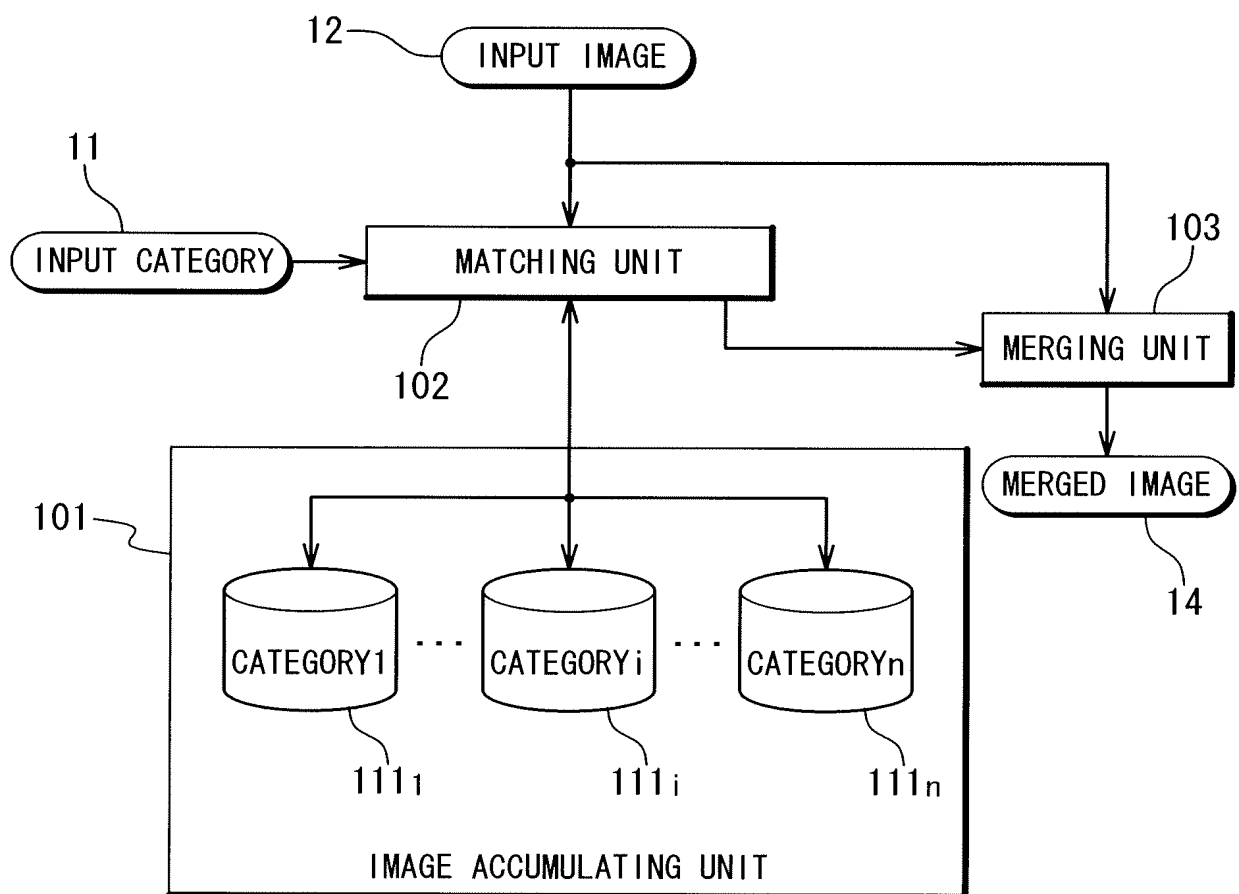 12
INPUT IMAGE
11
INPUT CATEGORY
MATCHING UNIT
103
102
MERGING UNIT
MERGED IMAGE
101
14
CATEGORY1 ... CATEGORYi ... CATEGORYn
111₁ 111i 111n
IMAGE ACCUMULATING UNIT